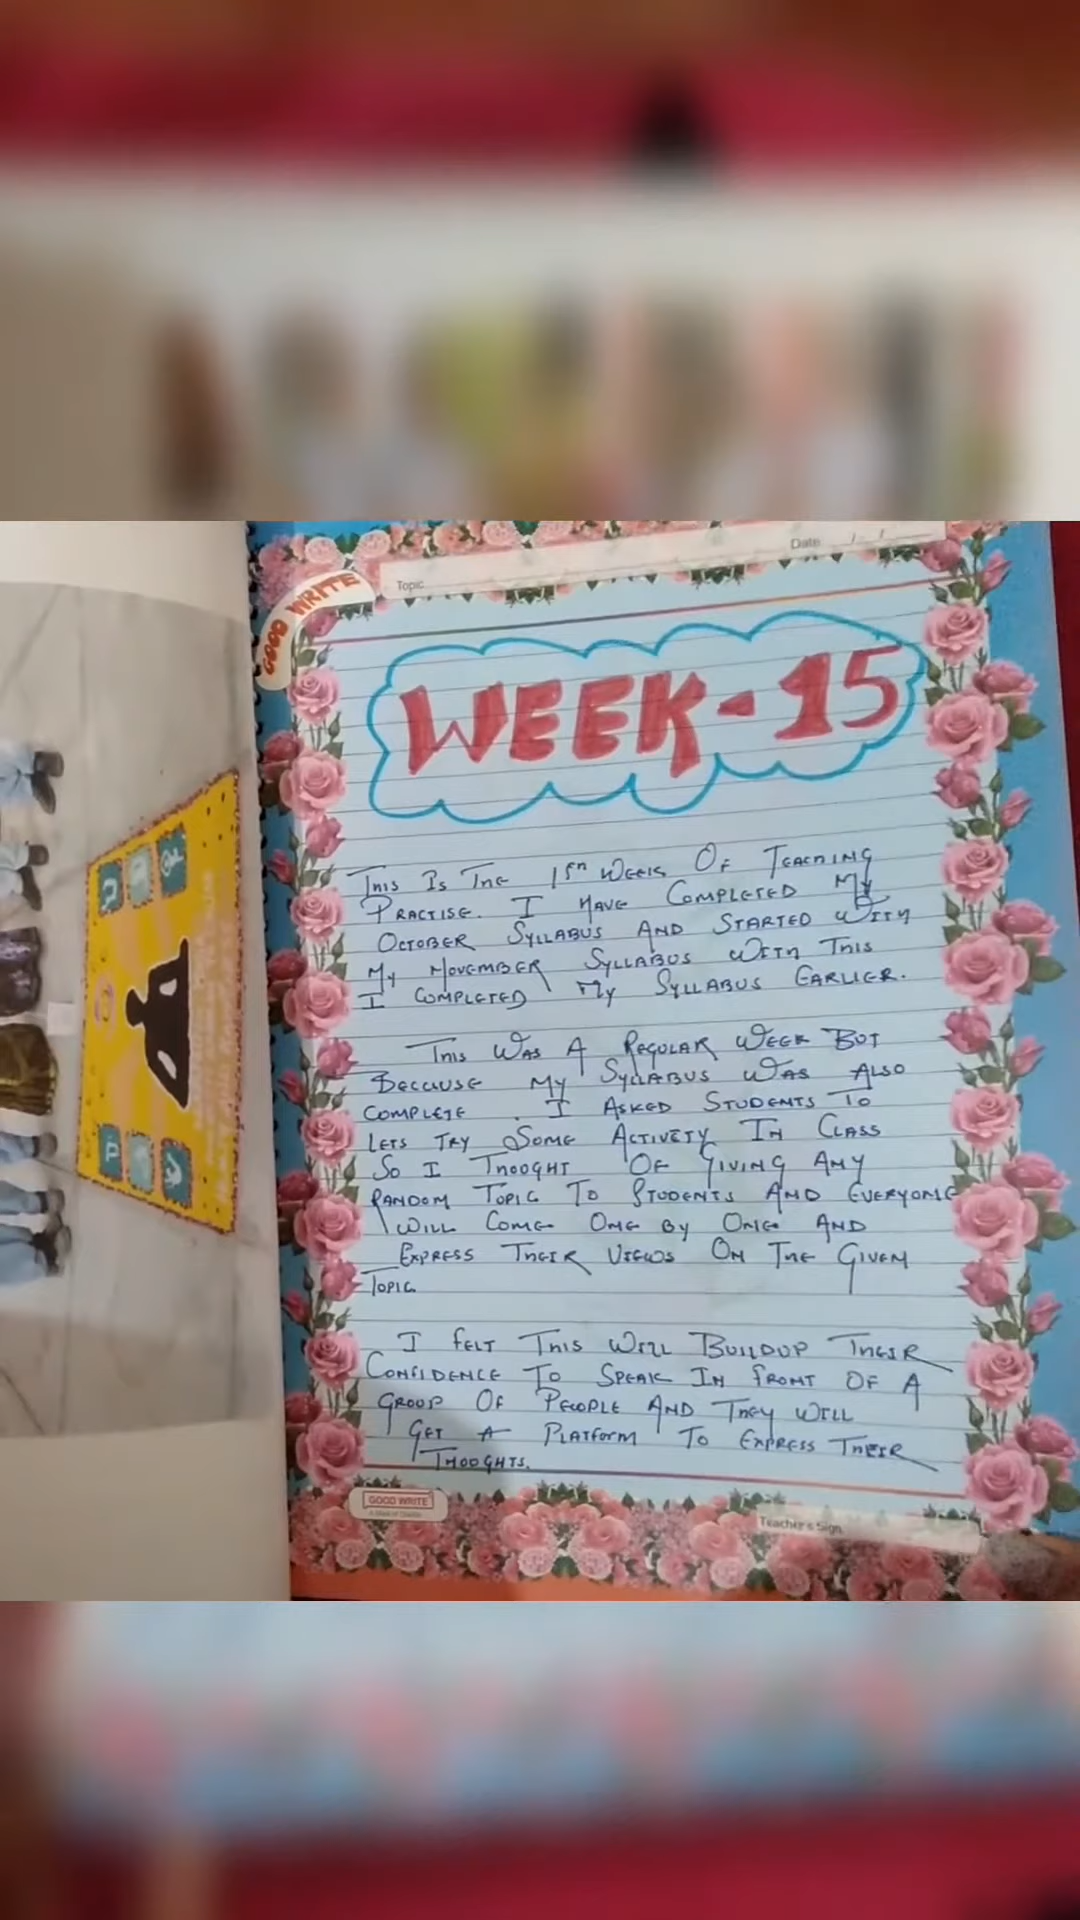 GOOD WRITE
Topic
Date / /
WEEK-15
THIS IS THE 15TH WEEK OF TEACHING
PRACTISE. I HAVE COMPLETED MY
OCTOBER SYLLABUS AND STARTED WITH
MY NOVEMBER SYLLABUS WITH THIS
I COMPLETED MY SYLLABUS EARLIER.
THIS WAS A REGULAR WEEK BUT
BECAUSE MY SYLLABUS WAS ALSO
COMPLETE. I ASKED STUDENTS TO
LETS TRY SOME ACTIVITY IN CLASS
SO I THOOGHT OF GIVING ANY
RANDOM TOPIC TO STUDENTS AND EVERYONE
WILL COME ONE BY ONE AND
EXPRESS THEIR VIEWS ON THE GIVEN
TOPIC
I FELT THIS WILL BUILDUP THEIR
CONFIDENCE TO SPEAK IN FRONT OF A
GROUP OF PEOPLE AND THEY WILL
GET A PLATFORM TO EXPRESS THEIR
THOOGHTS.
GOOD WRITE
Teacher's Sign